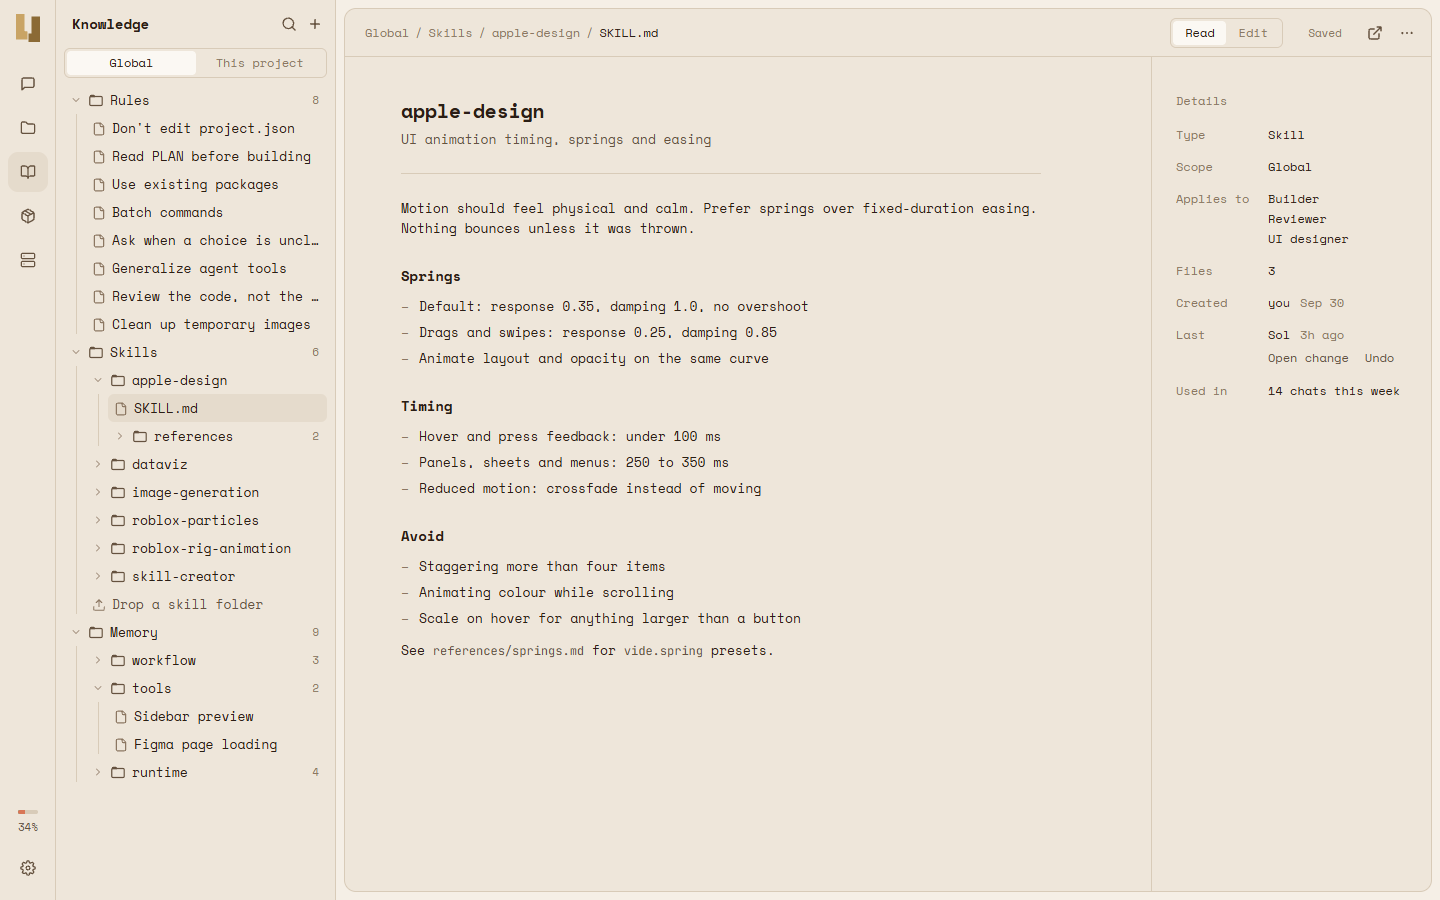 Knowledge
Global
This project
Rules 8
Don't edit project.json
Read PLAN before building
Use existing packages
Batch commands
Ask when a choice is uncl…
Generalize agent tools
Review the code, not the …
Clean up temporary images
Skills 6
apple-design
SKILL.md
references 2
dataviz
image-generation
roblox-particles
roblox-rig-animation
skill-creator
Drop a skill folder
Memory 9
workflow 3
tools 2
Sidebar preview
Figma page loading
runtime 4
34%
Global / Skills / apple-design / SKILL.md
Read
Edit
Saved
apple-design
UI animation timing, springs and easing
Motion should feel physical and calm. Prefer springs over fixed-duration easing.
Nothing bounces unless it was thrown.
Springs
– Default: response 0.35, damping 1.0, no overshoot
– Drags and swipes: response 0.25, damping 0.85
– Animate layout and opacity on the same curve
Timing
– Hover and press feedback: under 100 ms
– Panels, sheets and menus: 250 to 350 ms
– Reduced motion: crossfade instead of moving
Avoid
– Staggering more than four items
– Animating colour while scrolling
– Scale on hover for anything larger than a button
See references/springs.md for vide.spring presets.
Details
Type Skill
Scope Global
Applies to Builder
Reviewer
UI designer
Files 3
Created you Sep 30
Last Sol 3h ago
Open change Undo
Used in 14 chats this week